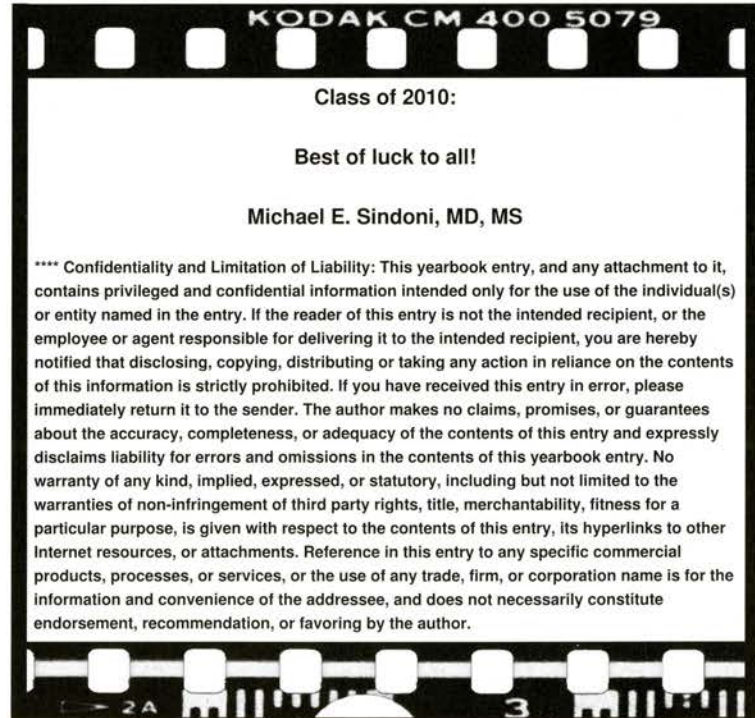 KODAK CM 400 5079
Class of 2010:
Best of luck to all!
Michael E. Sindoni, MD, MS
**** Confidentiality and Limitation of Liability: This yearbook entry, and any attachment to it,
contains privileged and confidential information intended only for the use of the individual(s)
or entity named in the entry. If the reader of this entry is not the intended recipient, or the
employee or agent responsible for delivering it to the intended recipient, you are hereby
notified that disclosing, copying, distributing or taking any action in reliance on the contents
of this information is strictly prohibited. If you have received this entry in error, please
immediately return it to the sender. The author makes no claims, promises, or guarantees
about the accuracy, completeness, or adequacy of the contents of this entry and expressly
disclaims liability for errors and omissions in the contents of this yearbook entry. No
warranty of any kind, implied, expressed, or statutory, including but not limited to the
warranties of non-infringement of third party rights, title, merchantability, fitness for a
particular purpose, is given with respect to the contents of this entry, its hyperlinks to other
Internet resources, or attachments. Reference in this entry to any specific commercial
products, processes, or services, or the use of any trade, firm, or corporation name is for the
information and convenience of the addressee, and does not necessarily constitute
endorsement, recommendation, or favoring by the author.
2A 3